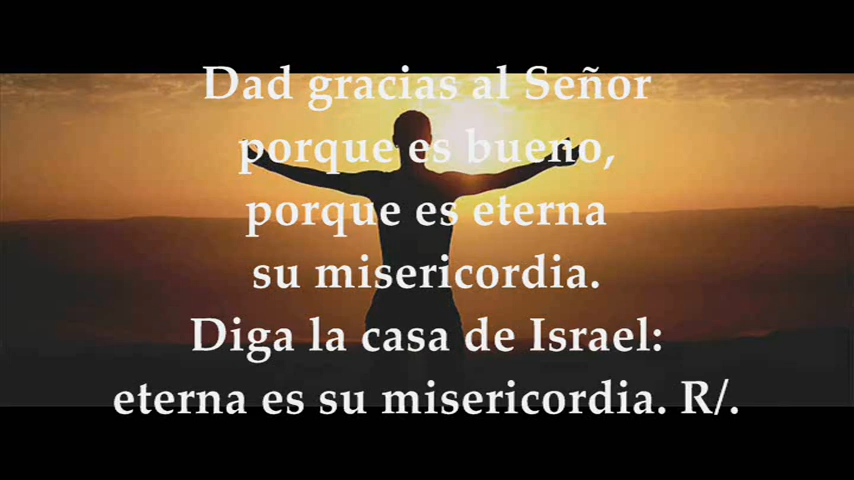 Dad gracias al Señor
porque es bueno,
porque es eterna
su misericordia.
Diga la casa de Israel:
eterna es su misericordia. R/.